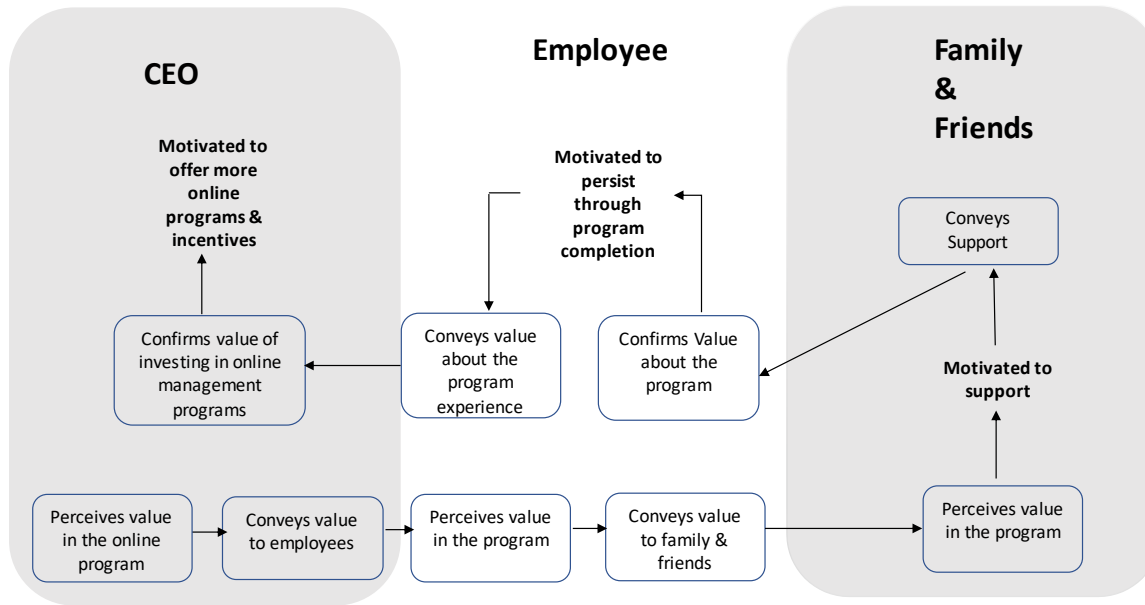 CEO
Employee
Family
&
Friends
Motivated to
offer more
online
programs &
incentives
Motivated to
persist
through
program
completion
Conveys
Support
Confirms value of
investing in online
management
programs
Conveys value
about the
program
experience
Confirms Value
about the
program
Motivated to
support
Perceives value
in the online
program
Conveys value
to employees
Perceives value
in the program
Conveys value
to family &
friends
Perceives value
in the program